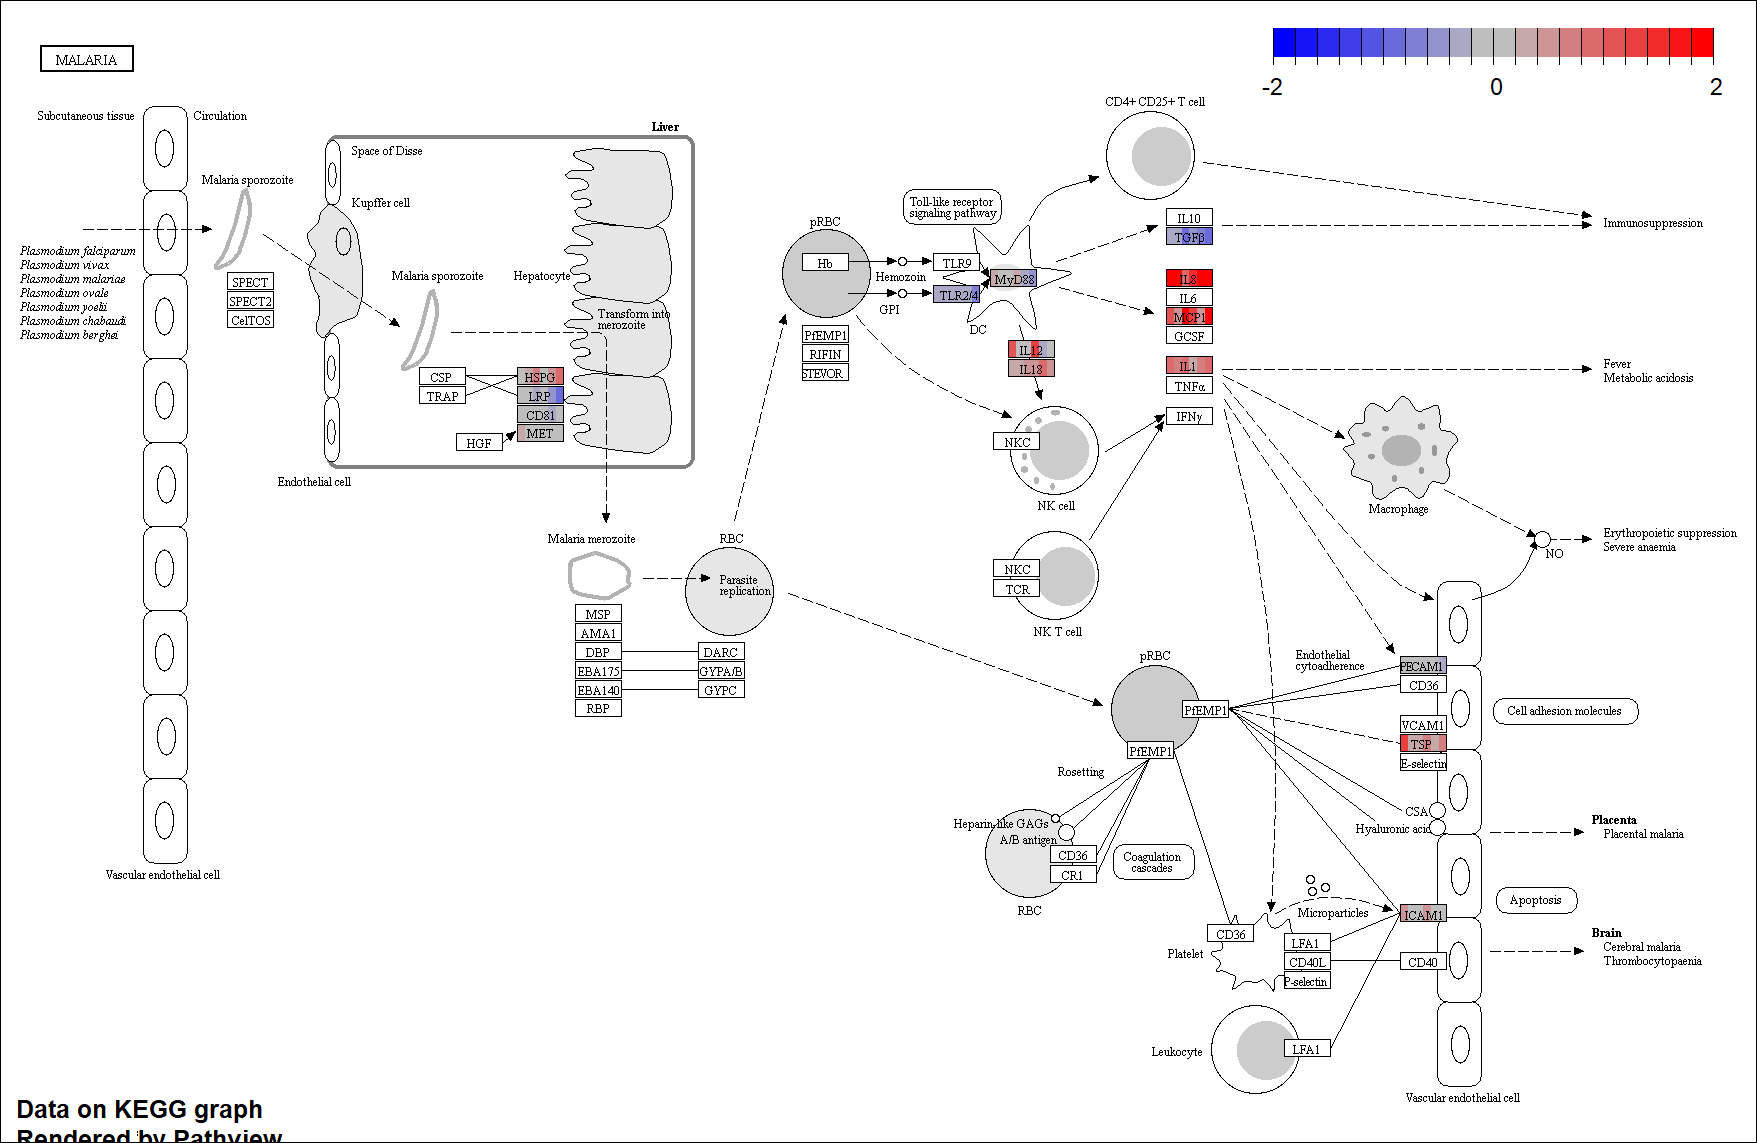 MALARIA
-2
0
2
Subcutaneous tissue
Circulation
Liver
CD4+ CD25+ T cell
Space of Disse
Malaria sporozoite
Kupffer cell
Toll-like receptor
signaling pathway
pRBC
IL10
TGFβ
Immunosuppression
Plasmodium falciparum
Plasmodium vivax
Plasmodium malariae
Plasmodium ovale
Plasmodium yoelii
Plasmodium chabaudi
Plasmodium berghei
SPECT
SPECT2
CelTOS
Malaria sporozoite
Hepatocyte
Hb
Hemozoin
GPI
TLR9
TLR2/4
MyD88
DC
IL8
IL6
MCP1
GCSF
Transform into
merozoite
PfEMP1
RIFIN
STEVOR
IL12
IL18
IL1
TNFα
IFNγ
Fever
Metabolic acidosis
CSP
TRAP
HGF
HSPG
LRP
CD81
MET
NKC
NK cell
Macrophage
Endothelial cell
Malaria merozoite
RBC
Parasite
replication
NKC
TCR
NK T cell
NO
Erythropoietic suppression
Severe anaemia
MSP
AMA1
DBP
EBA175
EBA140
RBP
DARC
GYPA/B
GYPC
pRBC
PfEMP1
PfEMP1
Endothelial
cytoadherence
PECAM1
CD36
VCAM1
TSP
E-selectin
Cell adhesion molecules
Rosetting
Heparin-like GAGs
A/B antigen
CD36
CR1
RBC
Coagulation
cascades
CSA
Hyaluronic acid
Placenta
Placental malaria
Vascular endothelial cell
Microparticles
ICAM1
Apoptosis
CD36
Platelet
LFA1
CD40L
P-selectin
CD40
Brain
Cerebral malaria
Thrombocytopaenia
Leukocyte
LFA1
Vascular endothelial cell
Data on KEGG graph
Rendered by Pathview